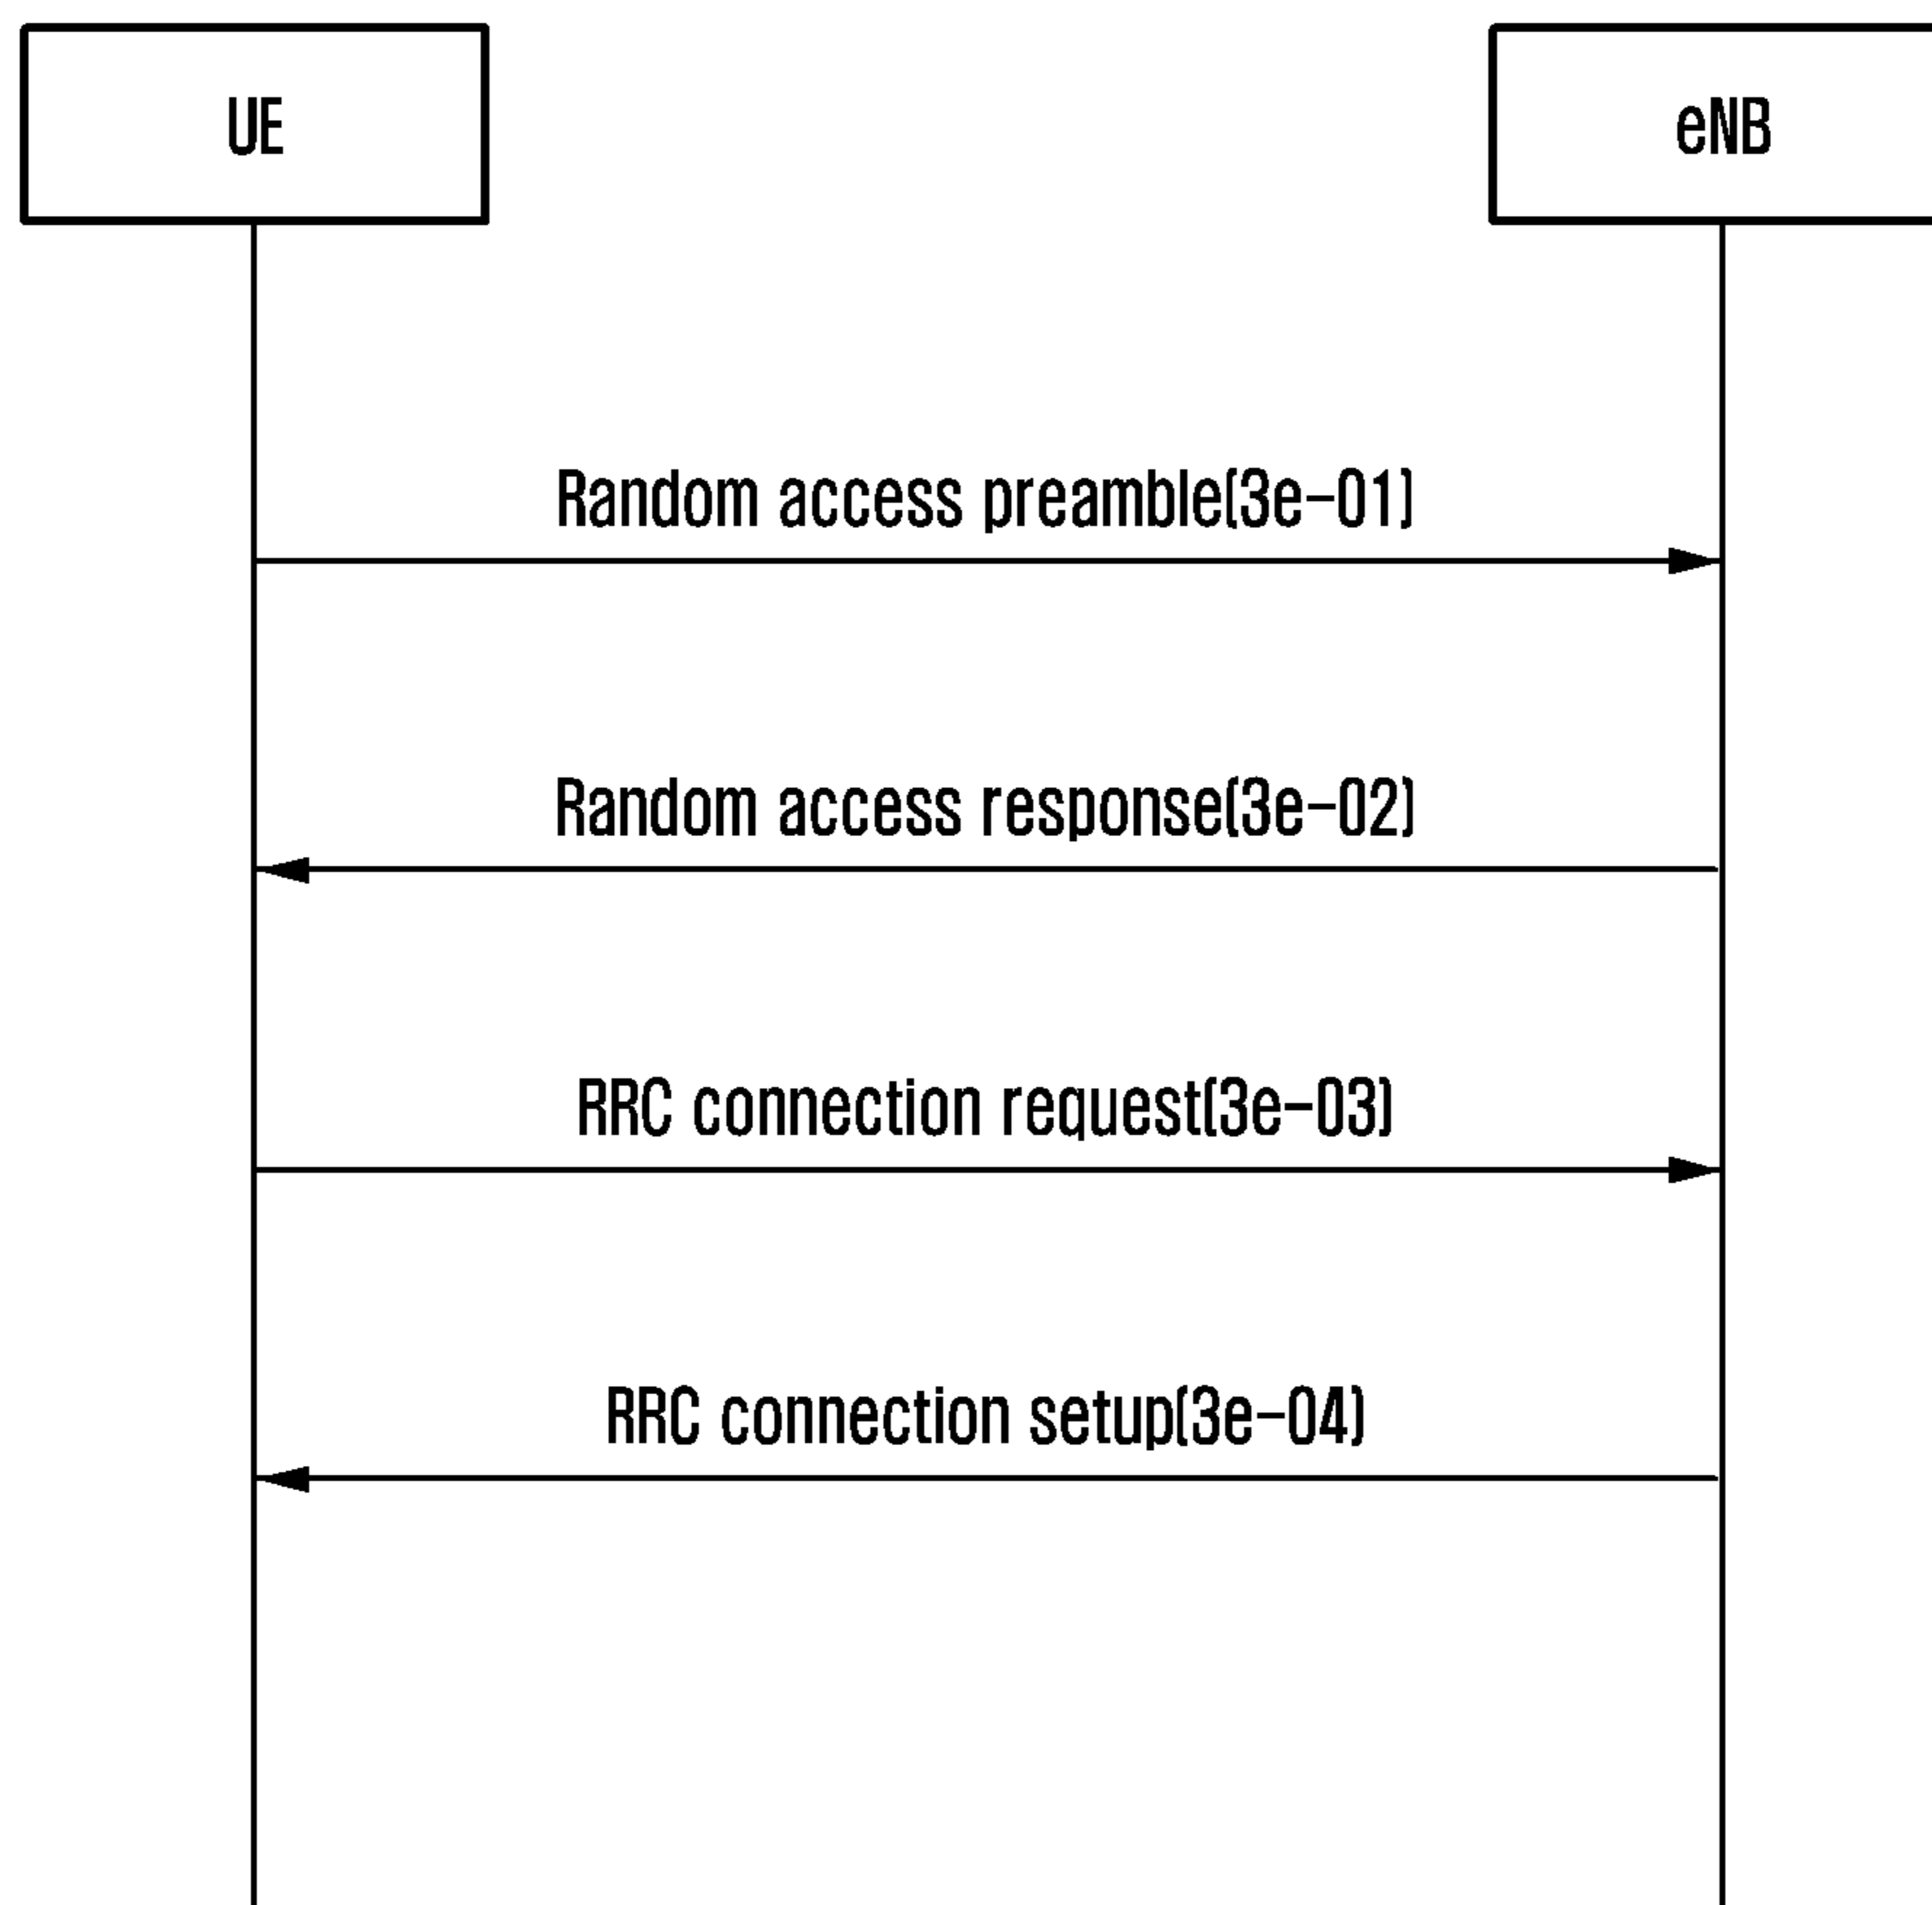 UE
eNB
Random access preamble(3e-01)
Random access response(3e-02)
RRC connection request(3e-03)
RRC connection setup(3e-04)